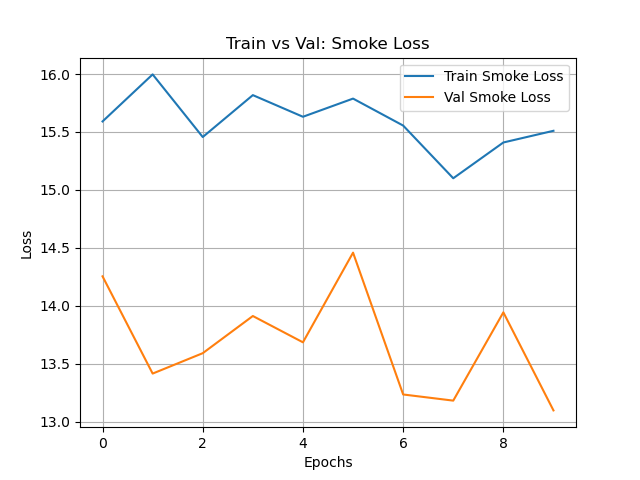 Train vs Val: Smoke Loss
Train Smoke Loss
Val Smoke Loss
Loss
16.0
15.5
15.0
14.5
14.0
13.5
13.0
0 2 4 6 8
Epochs